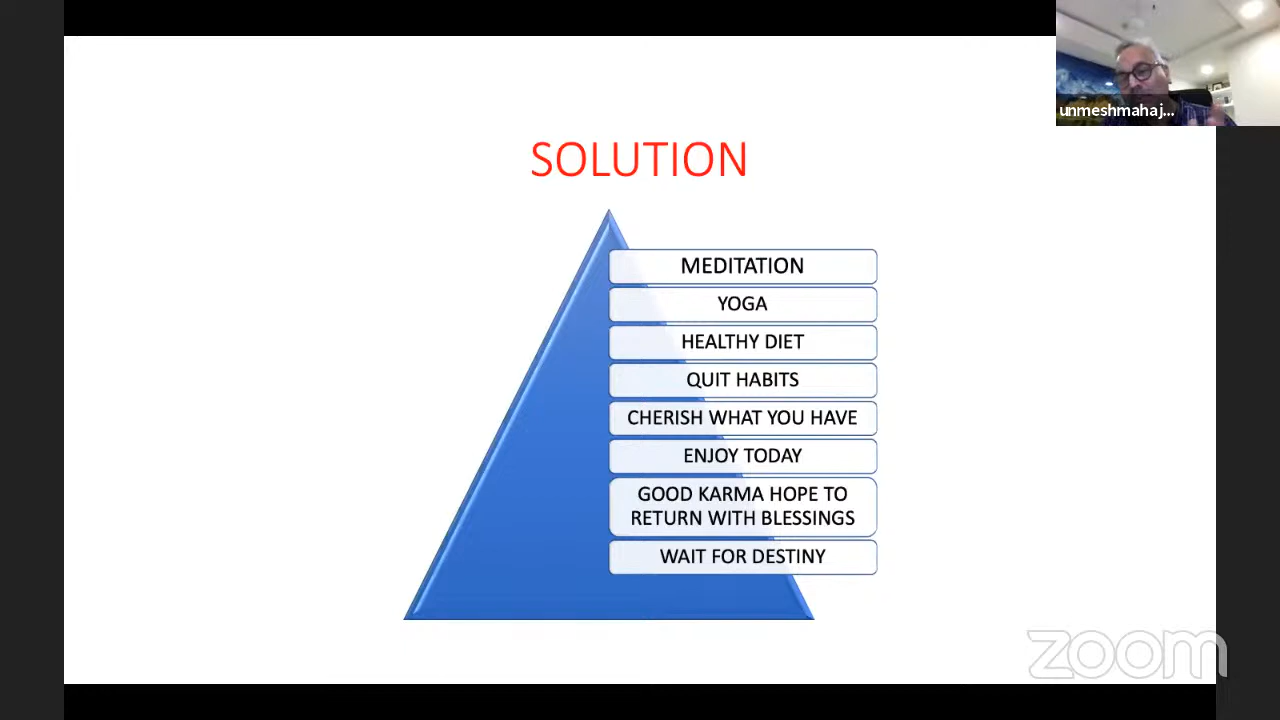 unmeshmahaj...
SOLUTION
MEDITATION
YOGA
HEALTHY DIET
QUIT HABITS
CHERISH WHAT YOU HAVE
ENJOY TODAY
GOOD KARMA HOPE TO
RETURN WITH BLESSINGS
WAIT FOR DESTINY
zoom